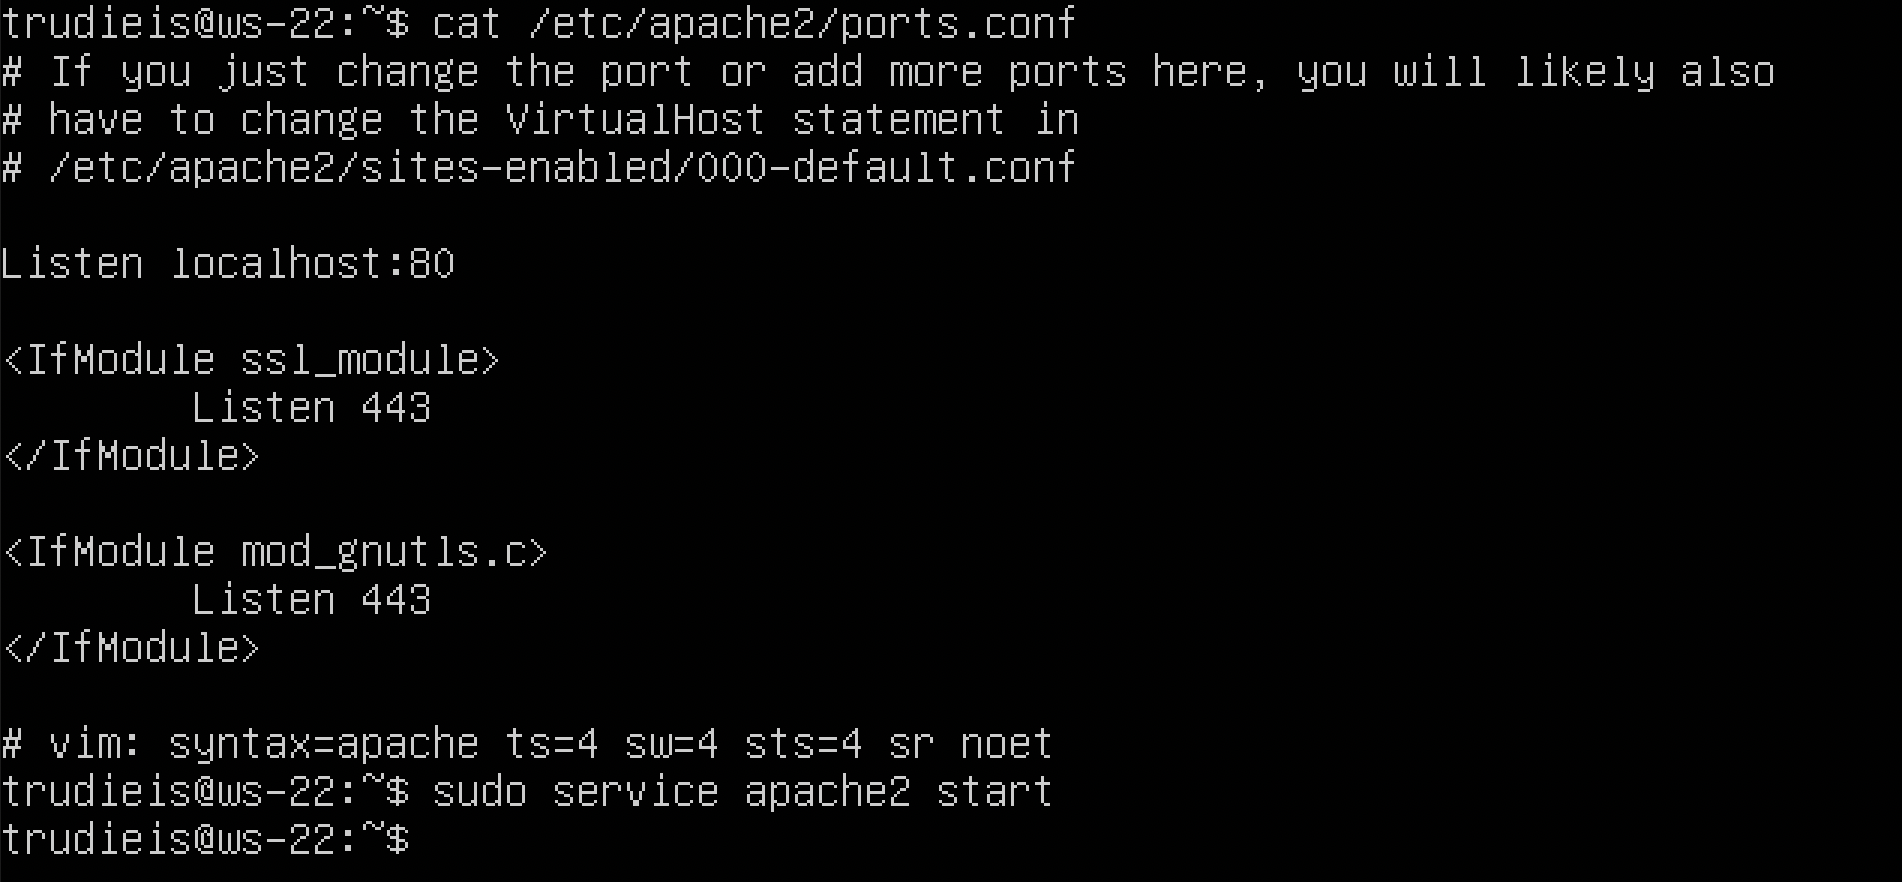 trudieis@ws-22:~$ cat /etc/apache2/ports.conf
# If you just change the port or add more ports here, you will likely also
# have to change the VirtualHost statement in
# /etc/apache2/sites-enabled/000-default.conf

Listen localhost:80

<IfModule ssl_module>
        Listen 443
</IfModule>

<IfModule mod_gnutls.c>
        Listen 443
</IfModule>

# vim: syntax=apache ts=4 sw=4 sts=4 sr noet
trudieis@ws-22:~$ sudo service apache2 start
trudieis@ws-22:~$